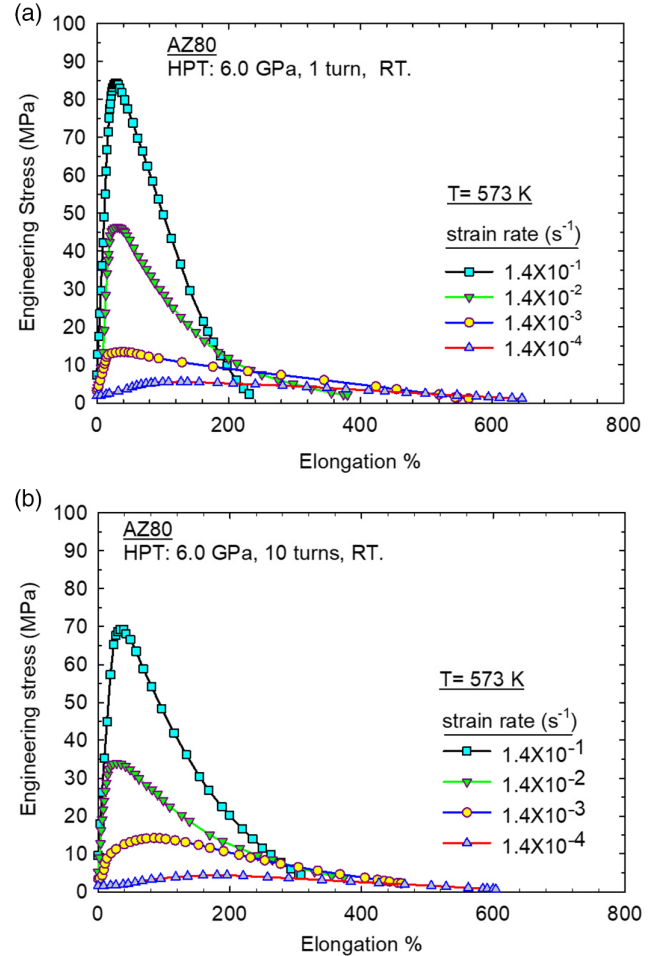 (a)
100
90
80
70
60
50
40
30
20
10
0
Engineering Stress (MPa)
AZ80
HPT: 6.0 GPa, 1 turn, RT.
T= 573 K
strain rate (s⁻¹)
1.4X10⁻¹
1.4X10⁻²
1.4X10⁻³
1.4X10⁻⁴
0 200 400 600 800
Elongation %
(b)
100
90
80
70
60
50
40
30
20
10
0
Engineering stress (MPa)
AZ80
HPT: 6.0 GPa, 10 turns, RT.
T= 573 K
strain rate (s⁻¹)
1.4X10⁻¹
1.4X10⁻²
1.4X10⁻³
1.4X10⁻⁴
0 200 400 600 800
Elongation %